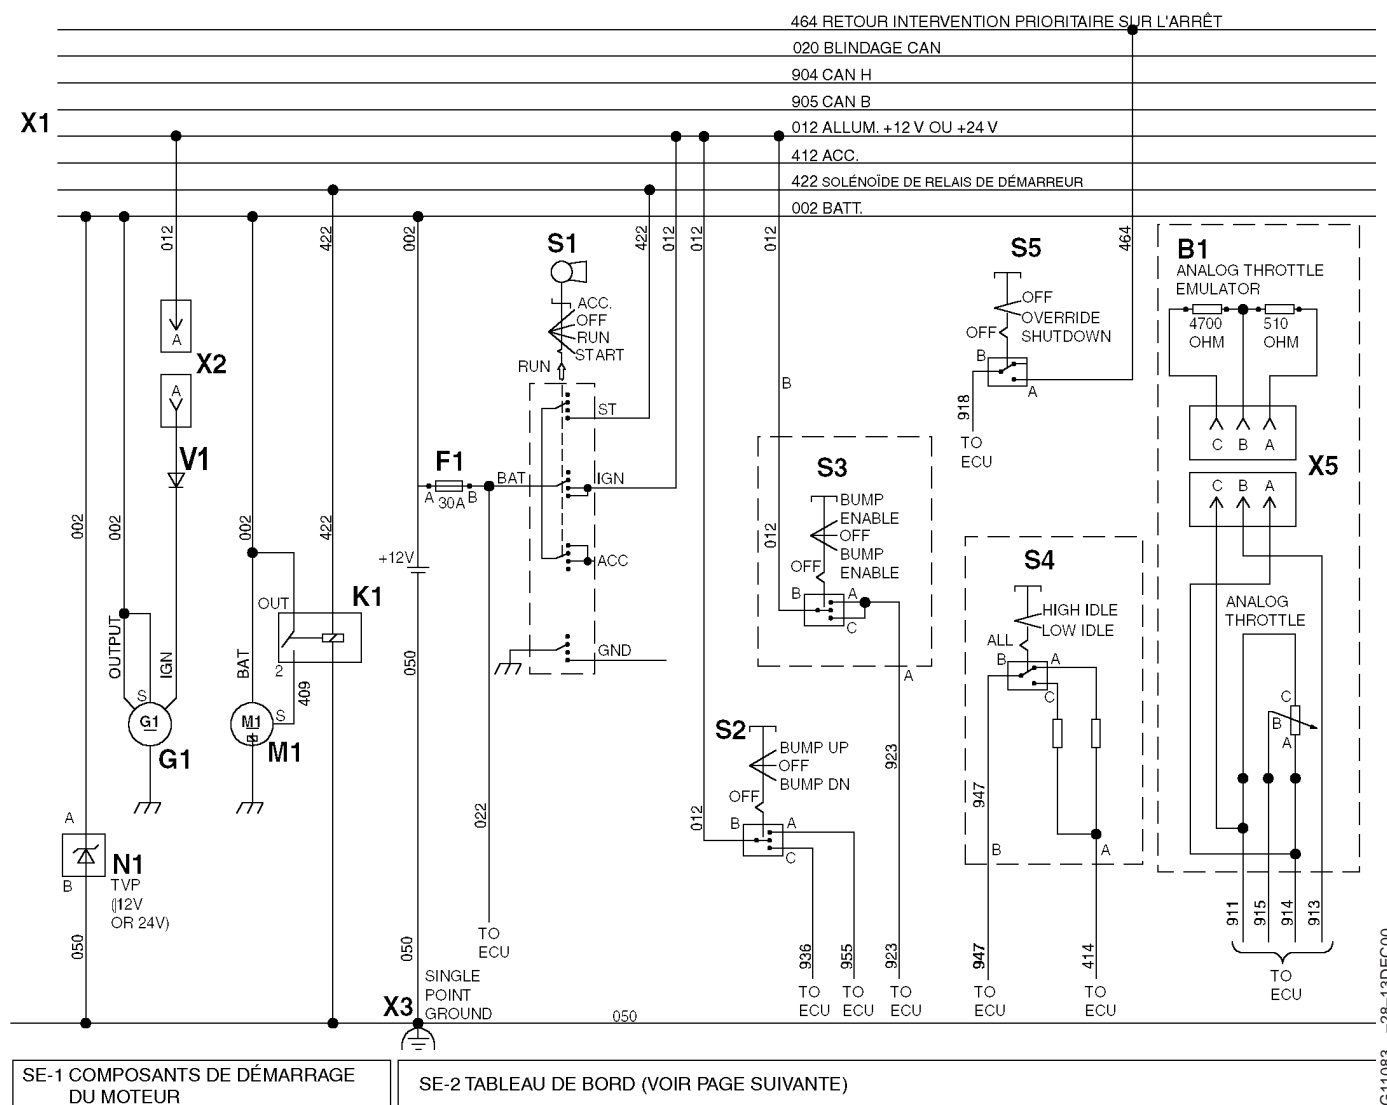 464 RETOUR INTERVENTION PRIORITAIRE SUR L'ARRÊT
020 BLINDAGE CAN
904 CAN H
905 CAN B
X1
012 ALLUM. +12 V OU +24 V
412 ACC.
422 SOLÉNOÏDE DE RELAIS DE DÉMARREUR
002 BATT.
012
422
002
422
012
012
012
464
S1
ACC.
OFF
RUN
START
RUN
S5
OFF
OVERRIDE
SHUTDOWN
OFF
B
A
918
TO
ECU
B1
ANALOG THROTTLE
EMULATOR
4700
OHM
510
OHM
C B A
X5
C B A
ANALOG
THROTTLE
C
B
A
911
915
914
913
TO
ECU
A
X2
A
V1
002
002
002
422
F1
A
30A
B
BAT
ST
IGN
ACC
GND
+12V
050
022
TO
ECU
OUT
K1
2
409
OUTPUT
IGN
BAT
S
G1
G1
M1
S
M1
A
N1
B
TVP
(12V
OR 24V)
050
050
B
S3
BUMP
ENABLE
OFF
BUMP
ENABLE
OFF
012
B
A
C
A
923
923
TO
ECU
S2
BUMP UP
OFF
BUMP DN
OFF
012
B
A
C
936
955
TO
ECU
TO
ECU
S4
HIGH IDLE
LOW IDLE
ALL
B
A
C
947
B
A
947
414
TO
ECU
TO
ECU
X3
SINGLE
POINT
GROUND
050
SE-1 COMPOSANTS DE DÉMARRAGE
DU MOTEUR
SE-2 TABLEAU DE BORD (VOIR PAGE SUIVANTE)